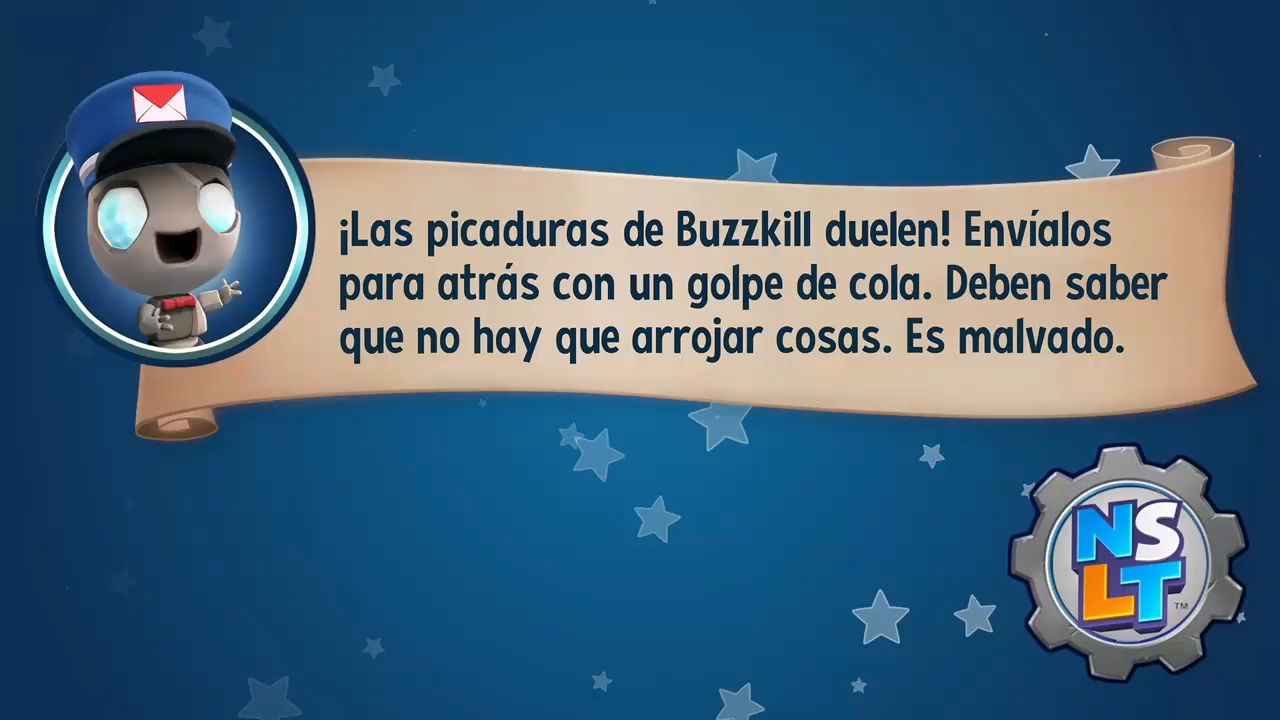 ¡Las picaduras de Buzzkill duelen! Envíalos
para atrás con un golpe de cola. Deben saber
que no hay que arrojar cosas. Es malvado.
NS
LT
TM